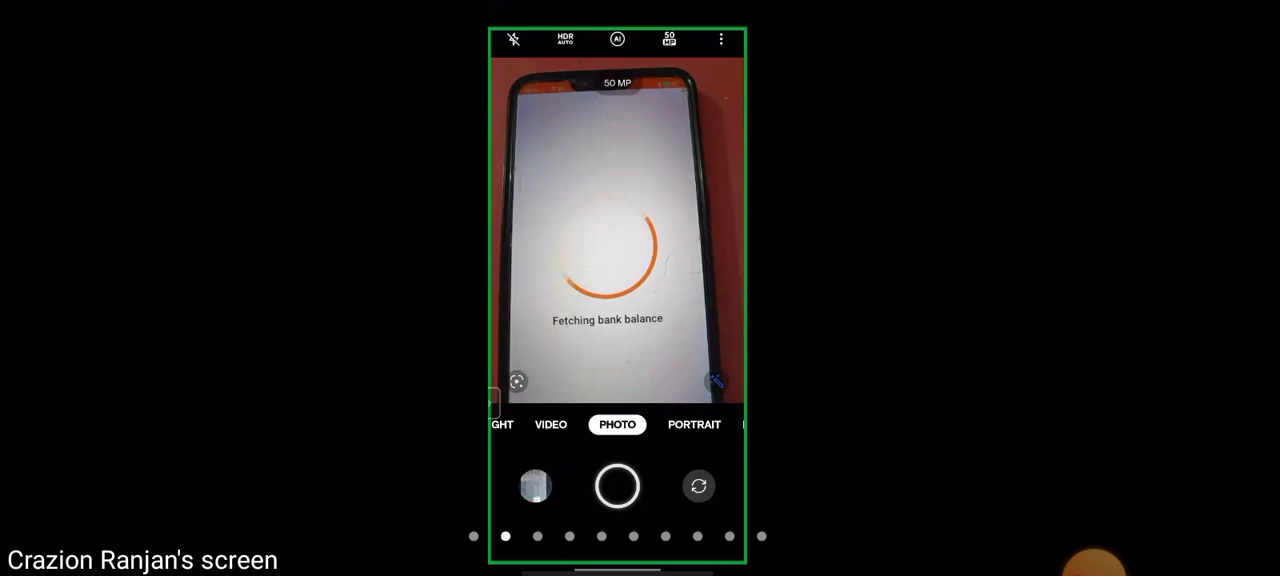 HDR
AUTO
AI
50
MP
50 MP
Fetching bank balance
GHT
VIDEO
PHOTO
PORTRAIT
Crazion Ranjan's screen